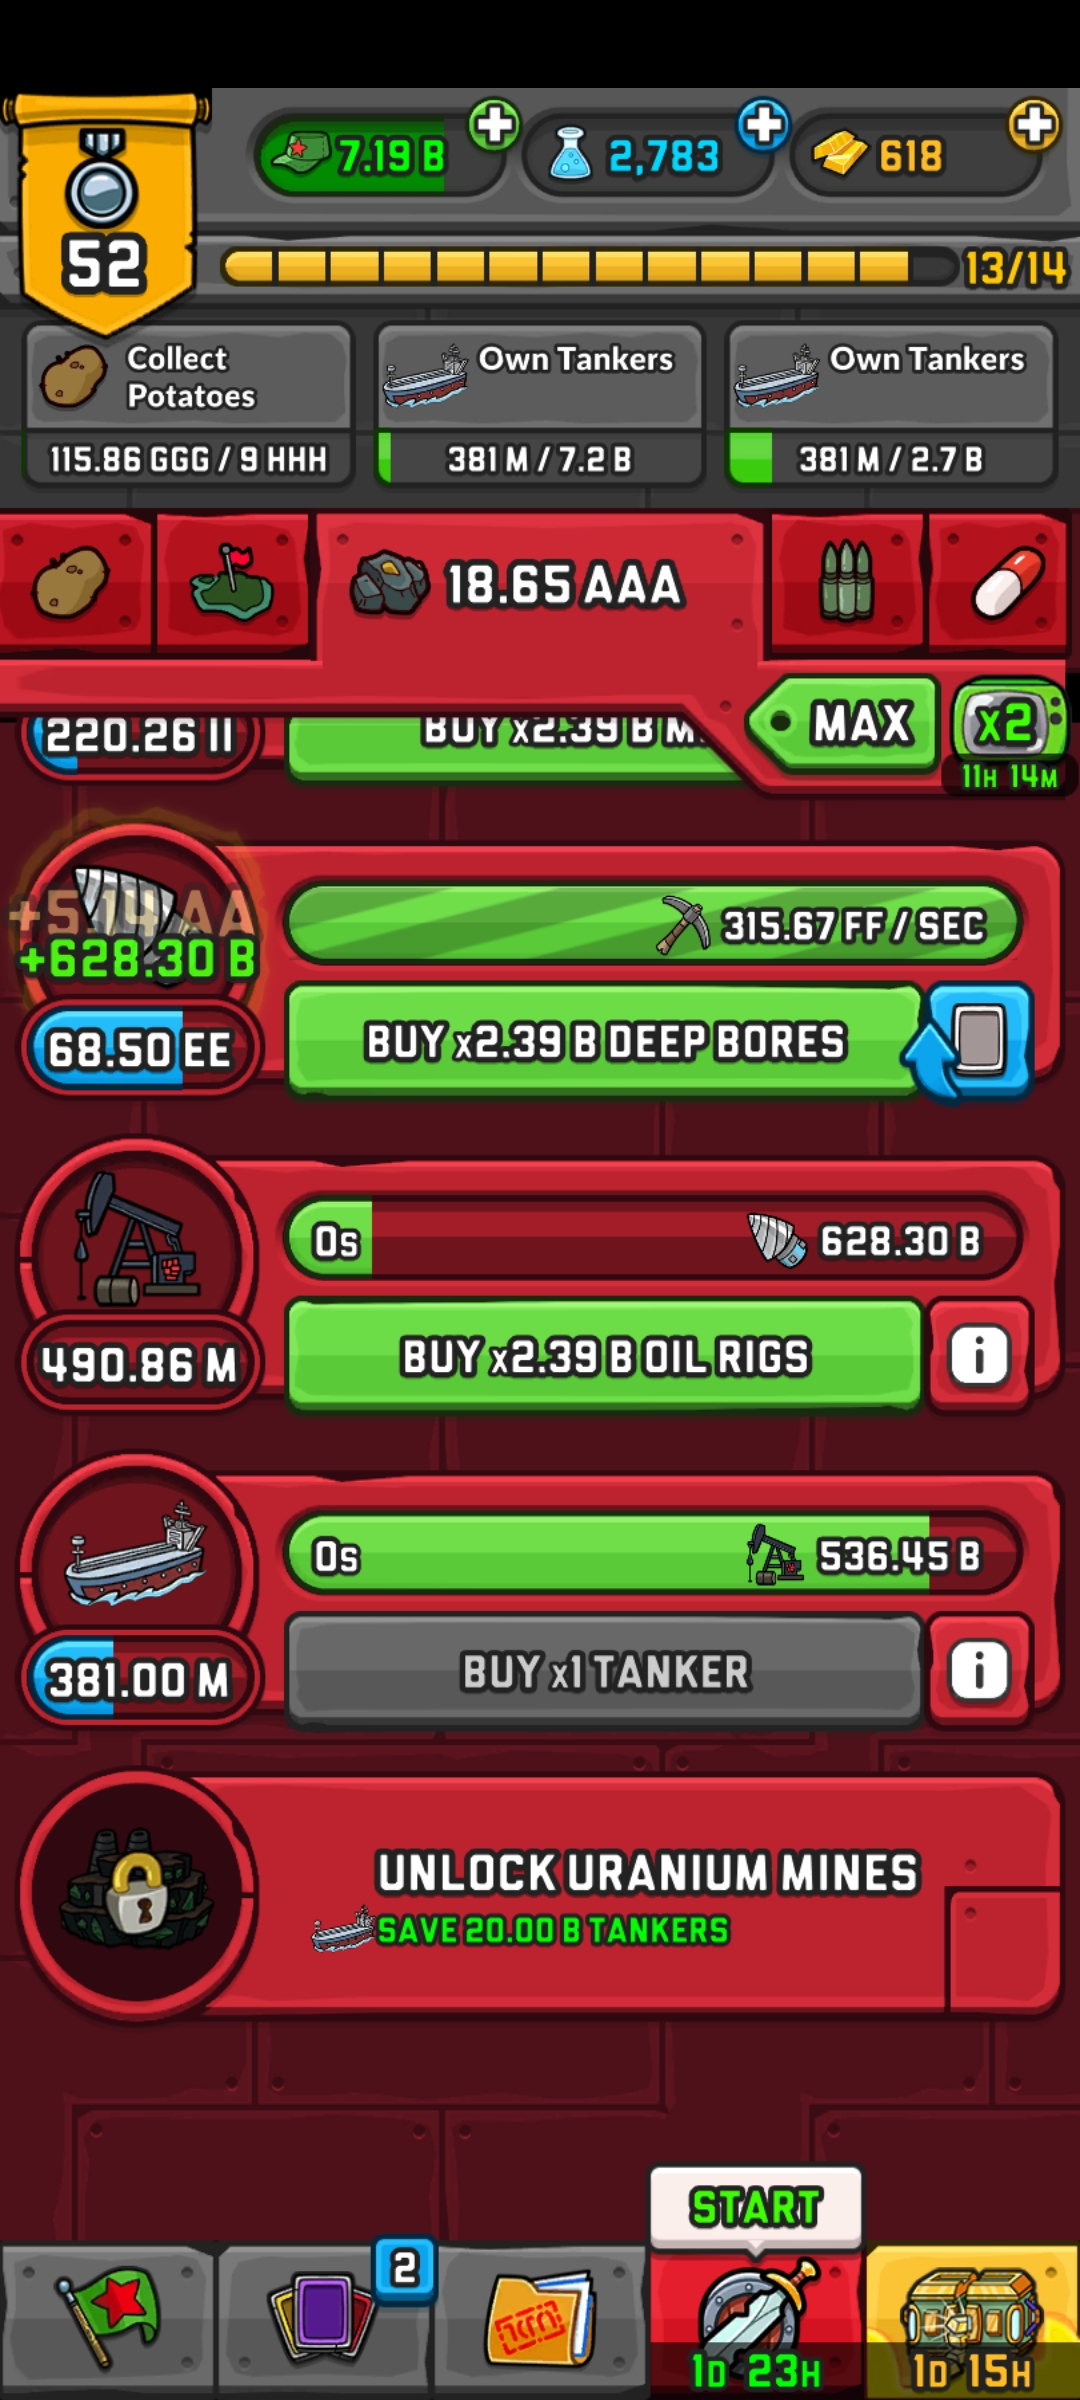 7.19 B
2,783
618
52
13/14
Collect
Potatoes
115.86 GGG / 9 HHH
Own Tankers
381 M / 7.2 B
Own Tankers
381 M / 2.7 B
18.65 AAA
MAX
x2
11H 14M
220.26 II
BUY x2.39 B M
+5.14 AA
+628.30 B
315.67 FF / SEC
68.50 EE
BUY x2.39 B DEEP BORES
0s
628.30 B
490.86 M
BUY x2.39 B OIL RIGS
i
0s
536.45 B
381.00 M
BUY x1 TANKER
i
UNLOCK URANIUM MINES
SAVE 20.00 B TANKERS
START
2
1D 23H
1D 15H